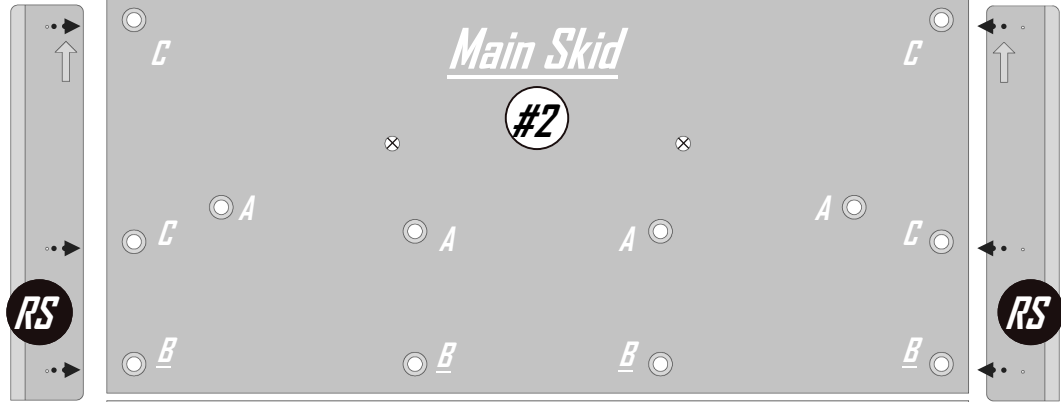 Main Skid
C C
#2
A A
C A A C
RS RS
B B B B